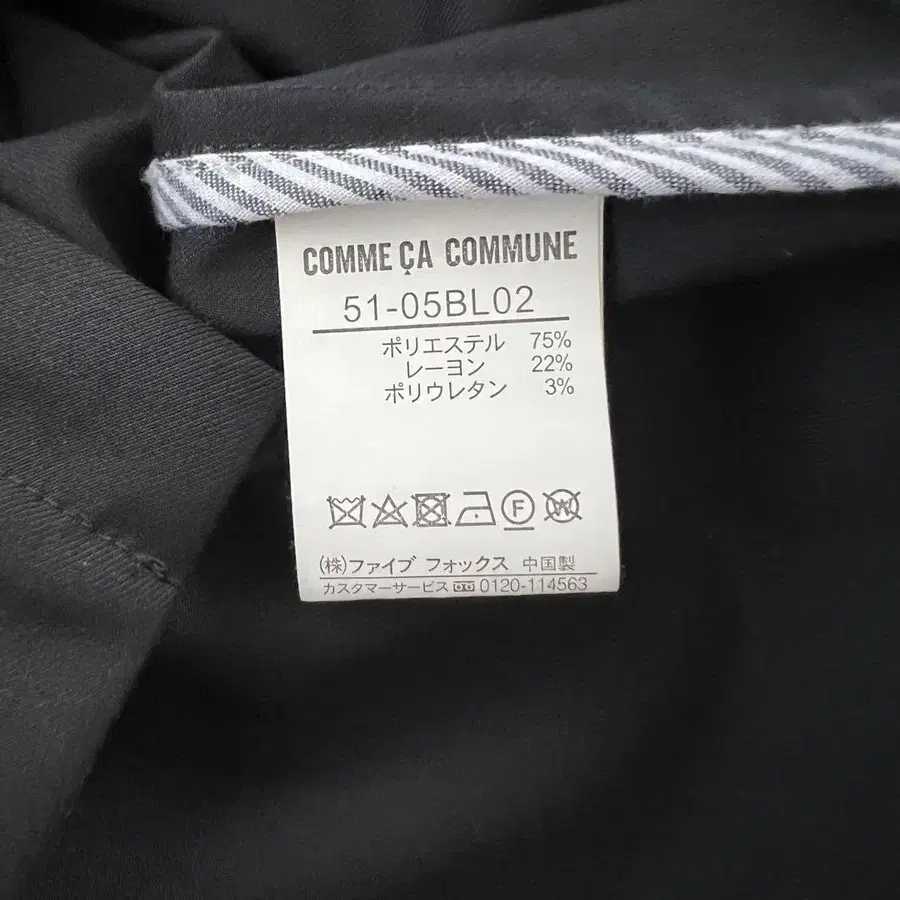 COMME ÇA COMMUNE
51-05BL02
ポリエステル 75%
レーヨン 22%
ポリウレタン 3%
F W
(株)ファイブ フォックス 中国製
カスタマーサービス 0120-114563